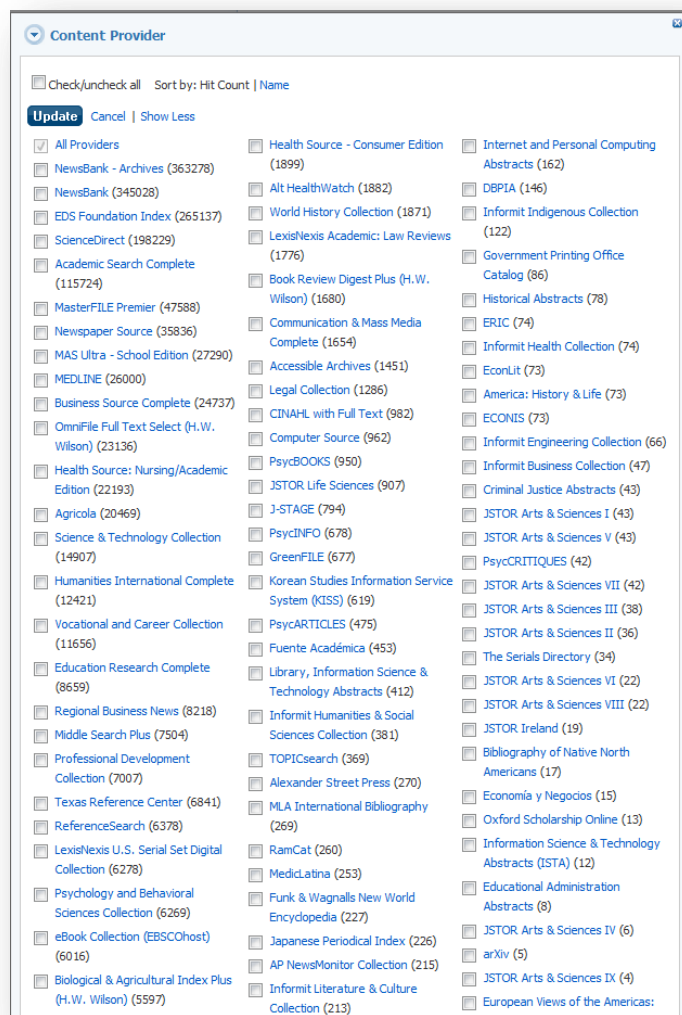 Content Provider
Check/uncheck all Sort by: Hit Count | Name
Update Cancel | Show Less
All Providers
NewsBank - Archives (363278)
NewsBank (345028)
EDS Foundation Index (265137)
ScienceDirect (198229)
Academic Search Complete
(115724)
MasterFILE Premier (47588)
Newspaper Source (35836)
MAS Ultra - School Edition (27290)
MEDLINE (26000)
Business Source Complete (24737)
OmniFile Full Text Select (H.W.
Wilson) (23136)
Health Source: Nursing/Academic
Edition (22193)
Agricola (20469)
Science & Technology Collection
(14907)
Humanities International Complete
(12421)
Vocational and Career Collection
(11656)
Education Research Complete
(8659)
Regional Business News (8218)
Middle Search Plus (7504)
Professional Development
Collection (7007)
Texas Reference Center (6841)
ReferenceSearch (6378)
LexisNexis U.S. Serial Set Digital
Collection (6278)
Psychology and Behavioral
Sciences Collection (6269)
eBook Collection (EBSCOhost)
(6016)
Biological & Agricultural Index Plus
(H.W. Wilson) (5597)
Health Source - Consumer Edition
(1899)
Alt HealthWatch (1882)
World History Collection (1871)
LexisNexis Academic: Law Reviews
(1776)
Book Review Digest Plus (H.W.
Wilson) (1680)
Communication & Mass Media
Complete (1654)
Accessible Archives (1451)
Legal Collection (1286)
CINAHL with Full Text (982)
Computer Source (962)
PsycBOOKS (950)
JSTOR Life Sciences (907)
J-STAGE (794)
PsycINFO (678)
GreenFILE (677)
Korean Studies Information Service
System (KISS) (619)
PsycARTICLES (475)
Fuente Académica (453)
Library, Information Science &
Technology Abstracts (412)
Informit Humanities & Social
Sciences Collection (381)
TOPICsearch (369)
Alexander Street Press (270)
MLA International Bibliography
(269)
RamCat (260)
MedicLatina (253)
Funk & Wagnalls New World
Encyclopedia (227)
Japanese Periodical Index (226)
AP NewsMonitor Collection (215)
Informit Literature & Culture
Collection (213)
Internet and Personal Computing
Abstracts (162)
DBPIA (146)
Informit Indigenous Collection
(122)
Government Printing Office
Catalog (86)
Historical Abstracts (78)
ERIC (74)
Informit Health Collection (74)
EconLit (73)
America: History & Life (73)
ECONIS (73)
Informit Engineering Collection (66)
Informit Business Collection (47)
Criminal Justice Abstracts (43)
JSTOR Arts & Sciences I (43)
JSTOR Arts & Sciences V (43)
PsycCRITIQUES (42)
JSTOR Arts & Sciences VII (42)
JSTOR Arts & Sciences III (38)
JSTOR Arts & Sciences II (36)
The Serials Directory (34)
JSTOR Arts & Sciences VI (22)
JSTOR Arts & Sciences VIII (22)
JSTOR Ireland (19)
Bibliography of Native North
Americans (17)
Economía y Negocios (15)
Oxford Scholarship Online (13)
Information Science & Technology
Abstracts (ISTA) (12)
Educational Administration
Abstracts (8)
JSTOR Arts & Sciences IV (6)
arXiv (5)
JSTOR Arts & Sciences IX (4)
European Views of the Americas: